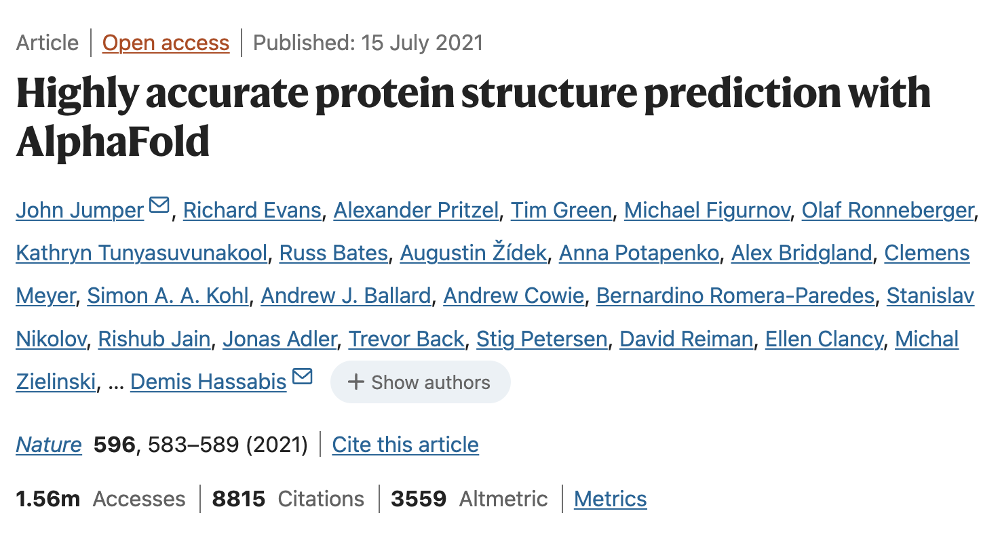 Article | Open access | Published: 15 July 2021
Highly accurate protein structure prediction with
AlphaFold
John Jumper, Richard Evans, Alexander Pritzel, Tim Green, Michael Figurnov, Olaf Ronneberger,
Kathryn Tunyasuvunakool, Russ Bates, Augustin Žídek, Anna Potapenko, Alex Bridgland, Clemens
Meyer, Simon A. A. Kohl, Andrew J. Ballard, Andrew Cowie, Bernardino Romera-Paredes, Stanislav
Nikolov, Rishub Jain, Jonas Adler, Trevor Back, Stig Petersen, David Reiman, Ellen Clancy, Michal
Zielinski, ... Demis Hassabis + Show authors
Nature 596, 583–589 (2021) | Cite this article
1.56m Accesses | 8815 Citations | 3559 Altmetric | Metrics